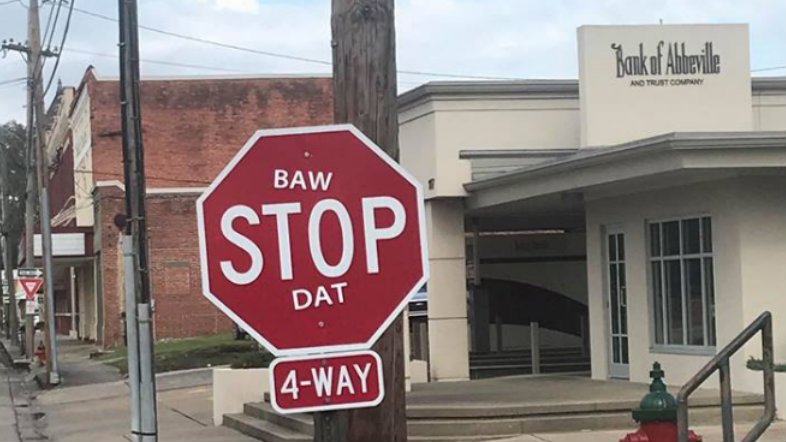 Bank of Abbeville
AND TRUST COMPANY
BAW
STOP
DAT
4-WAY